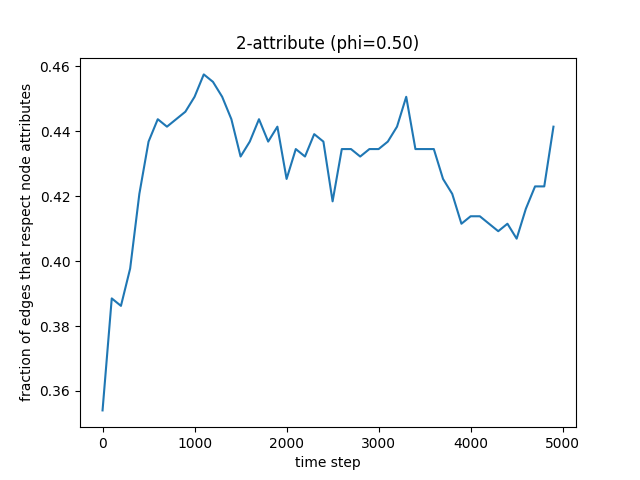 2-attribute (phi=0.50)
fraction of edges that respect node attributes
0.46
0.44
0.42
0.40
0.38
0.36
0 1000 2000 3000 4000 5000
time step